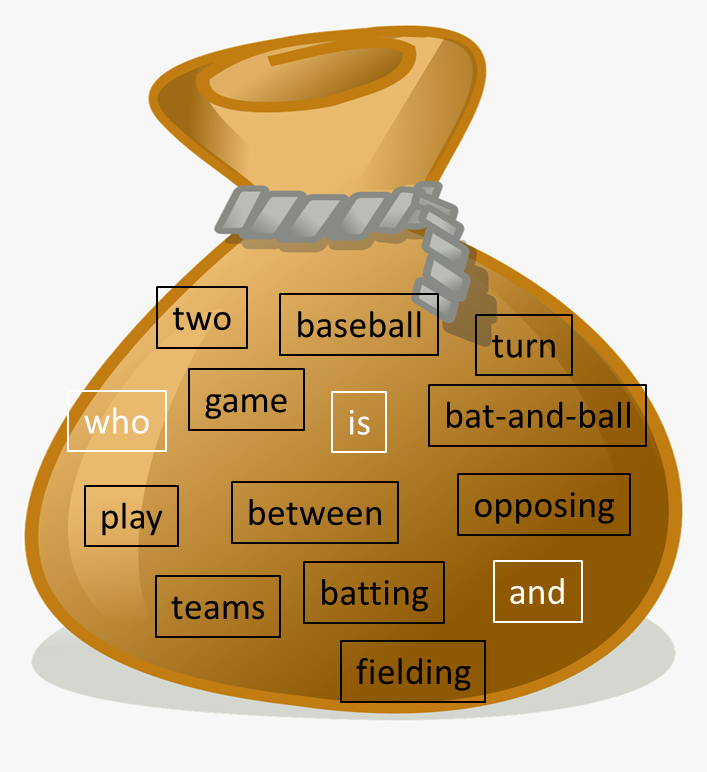 two
baseball
turn
game
who
is
bat-and-ball
play
between
opposing
teams
batting
and
fielding